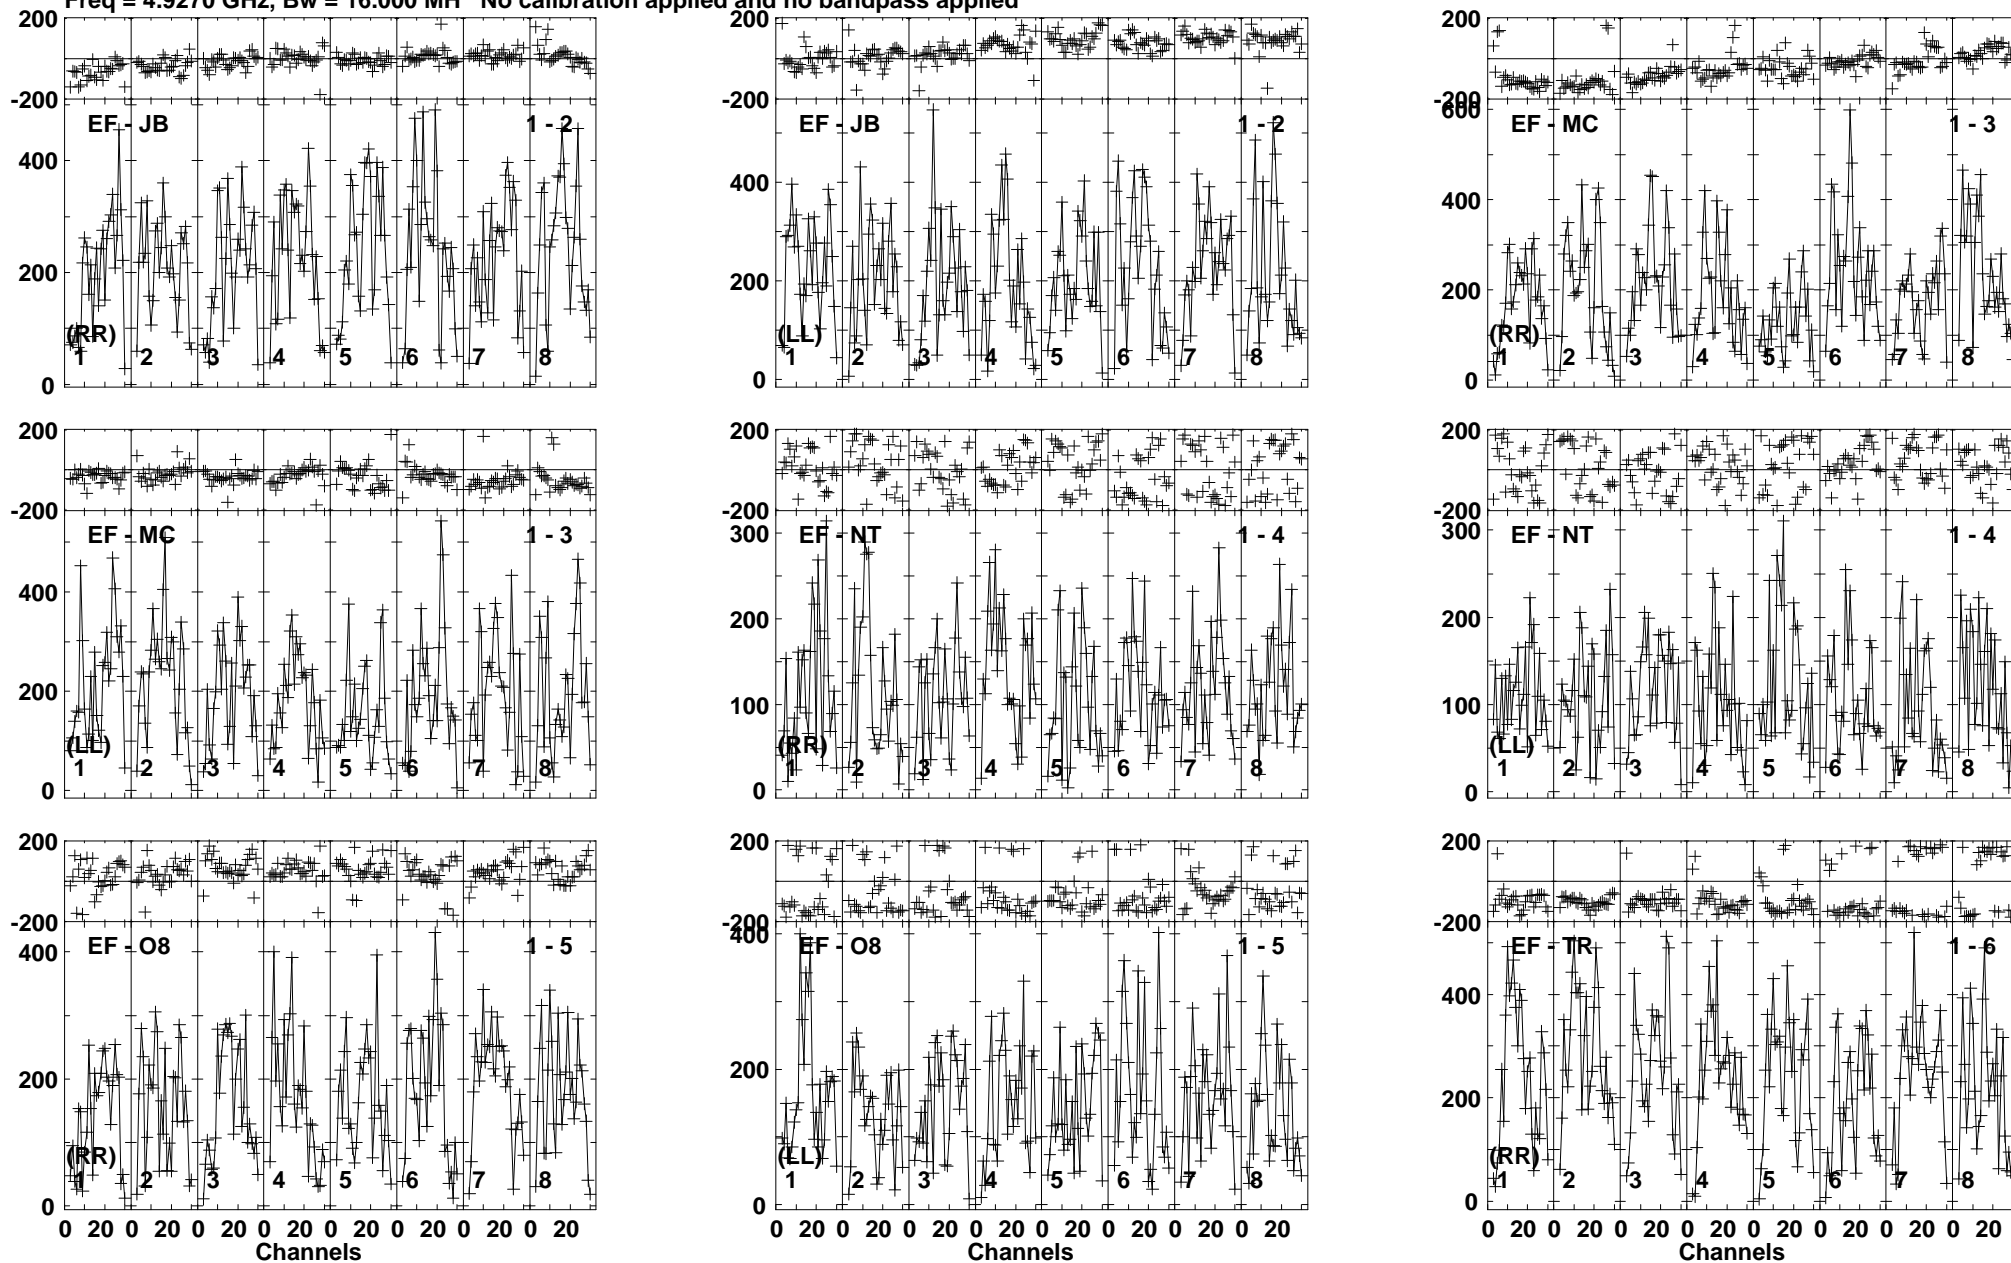 Freq = 4.9270 GHz, Bw = 16.000 MH No calibration applied and no bandpass applied
200 200 200
-200 -200 -200
EF - JB 1 - 2 EF - JB 1 - 2 600 EF - MC 1 - 3
400 400 400
200 200 200
(RR) (LL) (RR)
1 2 3 4 5 6 7 8 1 2 3 4 5 6 7 8 1 2 3 4 5 6 7 8
0 0 0
200 200 200
-200 -200 -200
EF - MC 1 - 3 EF - NT 1 - 4 EF - NT 1 - 4
400 300 300
200 200 200
100 100
(LL) (RR) (LL)
1 2 3 4 5 6 7 8 1 2 3 4 5 6 7 8 1 2 3 4 5 6 7 8
0 0 0
200 200 200
-200 -200 -200
EF - O8 1 - 5 400 EF - O8 1 - 5 EF - TR 1 - 6
400 400
200 200 200
(RR) (LL) (RR)
1 2 3 4 5 6 7 8 1 2 3 4 5 6 7 8 1 2 3 4 5 6 7 8
0 0 0
0 20 0 20 0 20 0 20 0 20 0 20 0 20 0 20 0 20 0 20 0 20 0 20 0 20 0 20 0 20 0 20 0 20 0 20 0 20 0 20 0 20 0 20 0 20 0 20
Channels Channels Channels